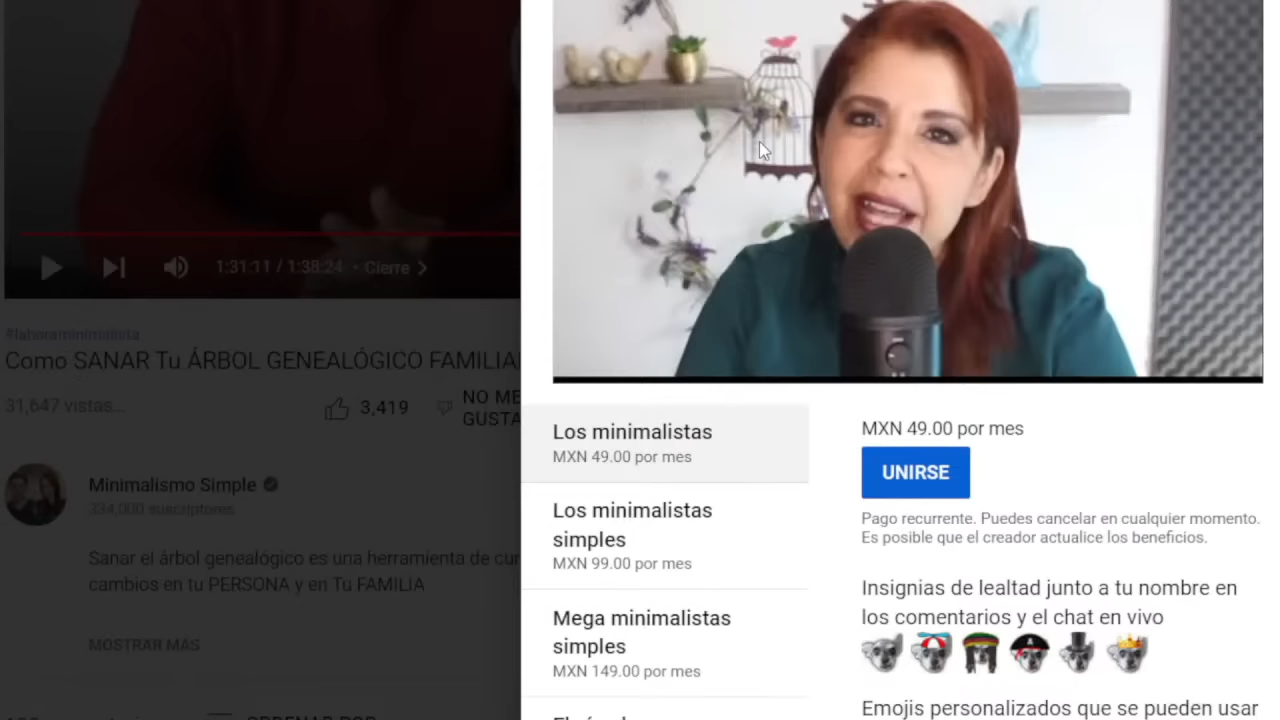 1:31:11 / 1:38:24 • Cierre
#lahoraminimalista
Como SANAR Tu ÁRBOL GENEALÓGICO FAMILIA
31,647 vistas...
3,419
NO ME
GUSTA
Minimalismo Simple
334,000 suscriptores
Sanar el árbol genealógico es una herramienta de cur
cambios en tu PERSONA y en Tu FAMILIA
MOSTRAR MÁS
Los minimalistas
MXN 49.00 por mes
Los minimalistas
simples
MXN 99.00 por mes
Mega minimalistas
simples
MXN 149.00 por mes
MXN 49.00 por mes
UNIRSE
Pago recurrente. Puedes cancelar en cualquier momento.
Es posible que el creador actualice los beneficios.
Insignias de lealtad junto a tu nombre en
los comentarios y el chat en vivo
Emojis personalizados que se pueden usar